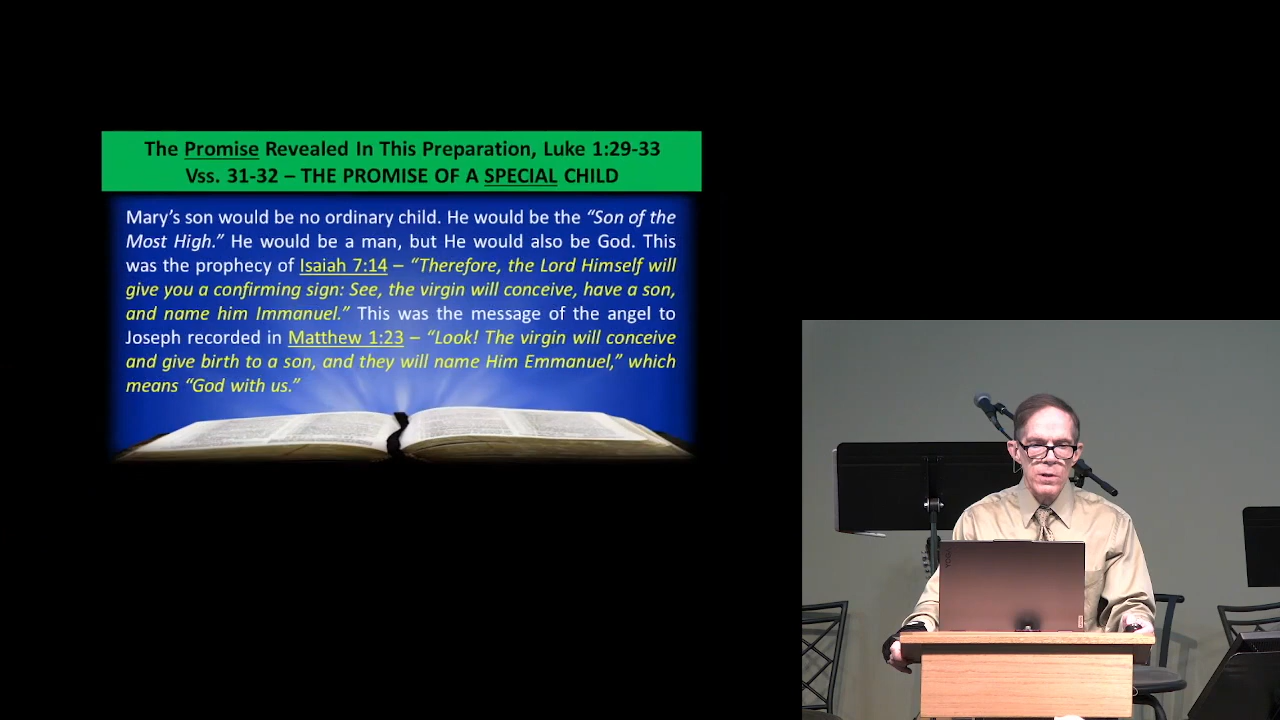 The Promise Revealed In This Preparation, Luke 1:29-33
Vss. 31-32 – THE PROMISE OF A SPECIAL CHILD
Mary’s son would be no ordinary child. He would be the “Son of the
Most High.” He would be a man, but He would also be God. This
was the prophecy of Isaiah 7:14 – “Therefore, the Lord Himself will
give you a confirming sign: See, the virgin will conceive, have a son,
and name him Immanuel.” This was the message of the angel to
Joseph recorded in Matthew 1:23 – “Look! The virgin will conceive
and give birth to a son, and they will name Him Emmanuel,” which
means “God with us.”